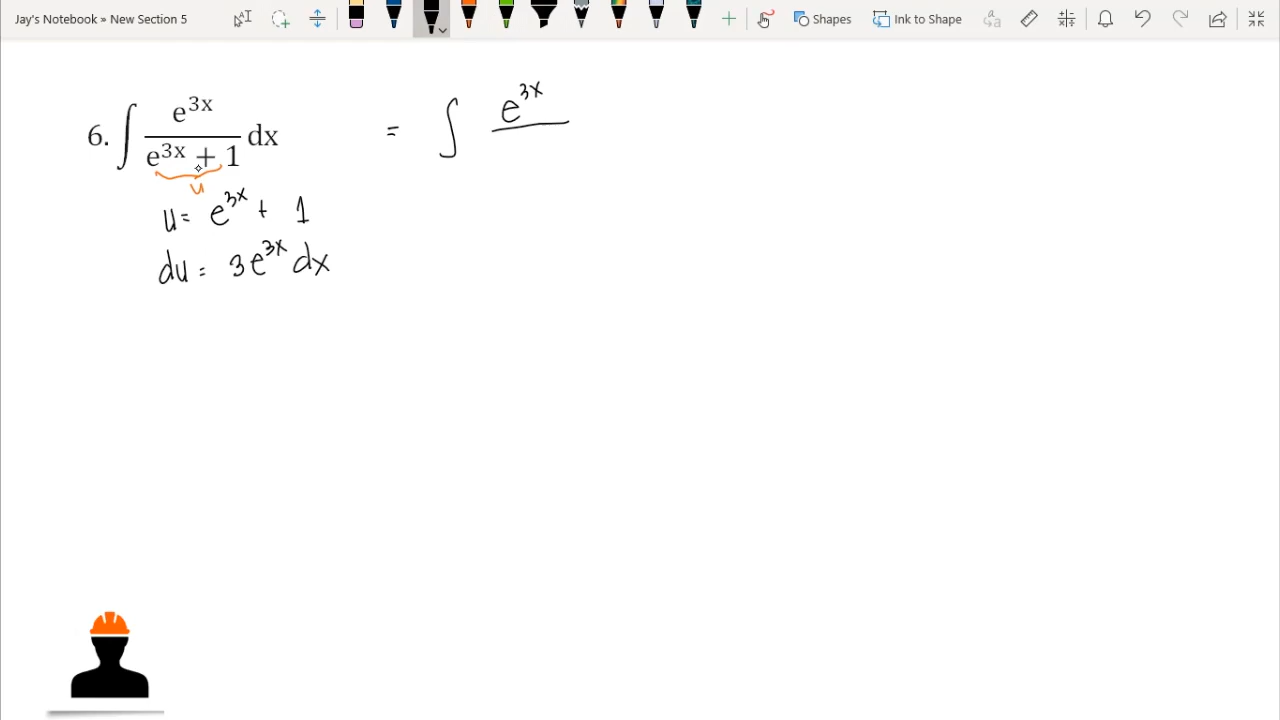 Jay's Notebook » New Section 5
Shapes
Ink to Shape
6. ∫ e^{3x} / (e^{3x} + 1) dx = ∫ e^{3x}
u
u = e^{3x} + 1
du = 3e^{3x} dx